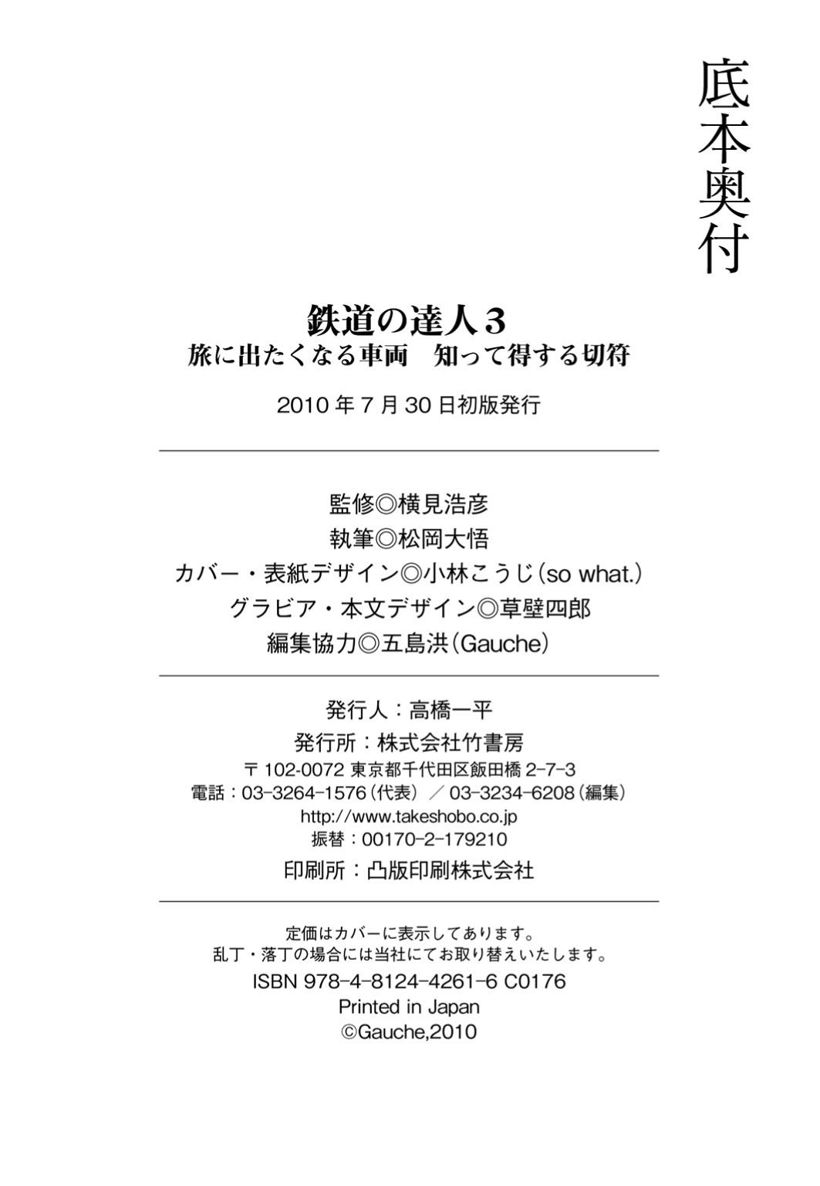 底本奥付
鉄道の達人3
旅に出たくなる車両　知って得する切符
2010 年 7 月 30 日初版発行
監修◎横見浩彦
執筆◎松岡大悟
カバー・表紙デザイン◎小林こうじ(so what.)
グラビア・本文デザイン◎草壁四郎
編集協力◎五島洪(Gauche)
発行人：高橋一平
発行所：株式会社竹書房
〒102-0072 東京都千代田区飯田橋2-7-3
電話：03-3264-1576(代表) ／ 03-3234-6208(編集)
http://www.takeshobo.co.jp
振替：00170-2-179210
印刷所：凸版印刷株式会社
定価はカバーに表示してあります。
乱丁・落丁の場合には当社にてお取り替えいたします。
ISBN 978-4-8124-4261-6 C0176
Printed in Japan
©Gauche,2010